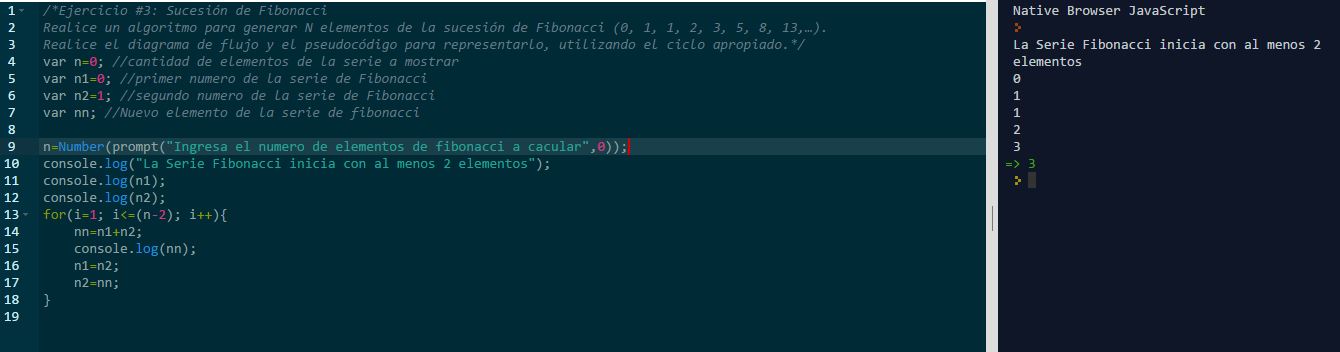 1 /*Ejercicio #3: Sucesión de Fibonacci
2 Realice un algoritmo para generar N elementos de la sucesión de Fibonacci (0, 1, 1, 2, 3, 5, 8, 13,…).
3 Realice el diagrama de flujo y el pseudocódigo para representarlo, utilizando el ciclo apropiado.*/
4 var n=0; //cantidad de elementos de la serie a mostrar
5 var n1=0; //primer numero de la serie de Fibonacci
6 var n2=1; //segundo numero de la serie de Fibonacci
7 var nn; //Nuevo elemento de la serie de fibonacci
8
9 n=Number(prompt("Ingresa el numero de elementos de fibonacci a cacular",0));
10 console.log("La Serie Fibonacci inicia con al menos 2 elementos");
11 console.log(n1);
12 console.log(n2);
13 for(i=1; i<=(n-2); i++){
14     nn=n1+n2;
15     console.log(nn);
16     n1=n2;
17     n2=nn;
18 }
19
Native Browser JavaScript
La Serie Fibonacci inicia con al menos 2
elementos
0
1
1
2
3
=> 3